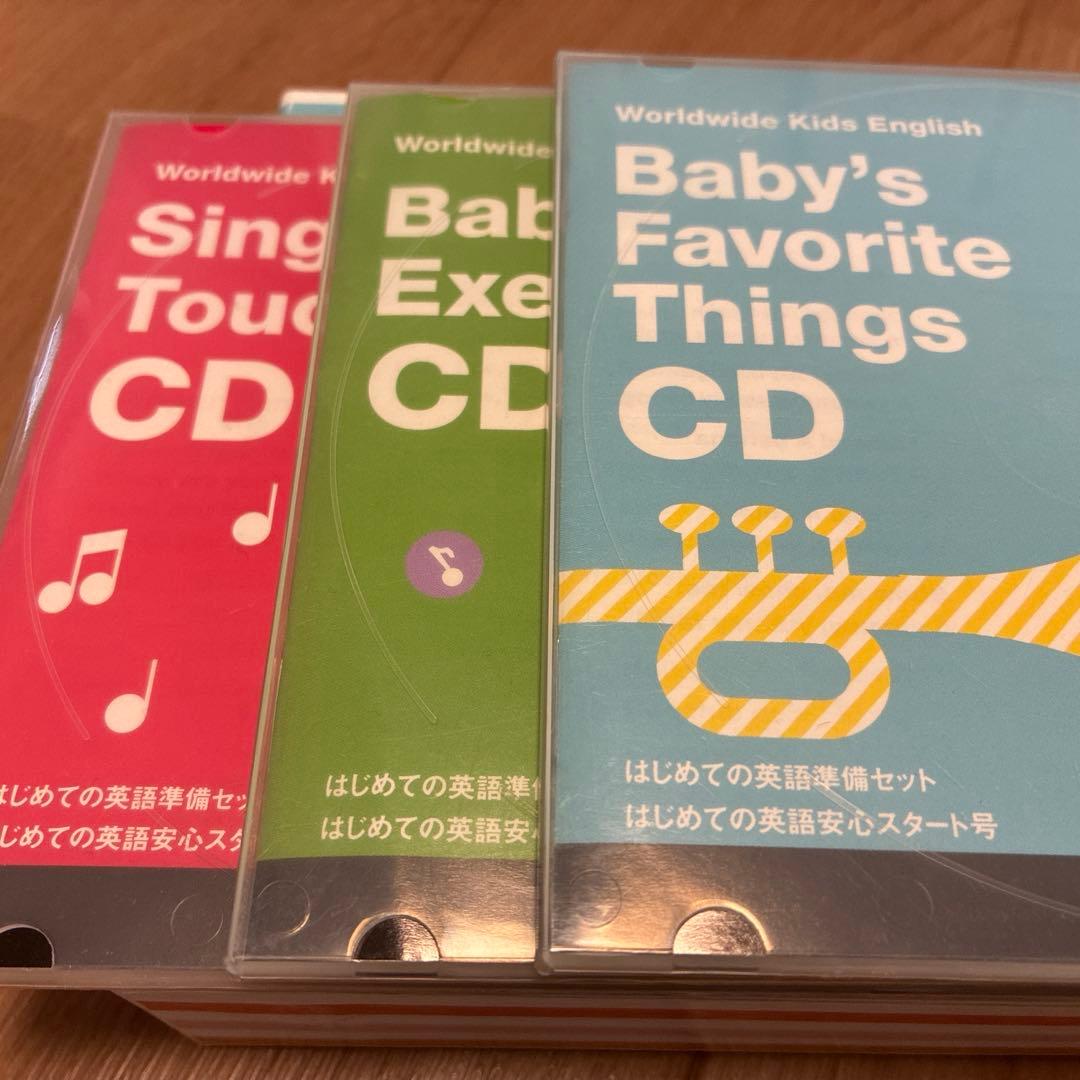 Worldwide K
Sing
Touc
CD
はじめての英語準備セッ
じめての英語安心スタ
Worldwide
Bab
Exe
CD
はじめての英語準備
はじめての英語安心
Worldwide Kids English
Baby's
Favorite
Things
CD
はじめての英語準備セット
はじめての英語安心スタート号